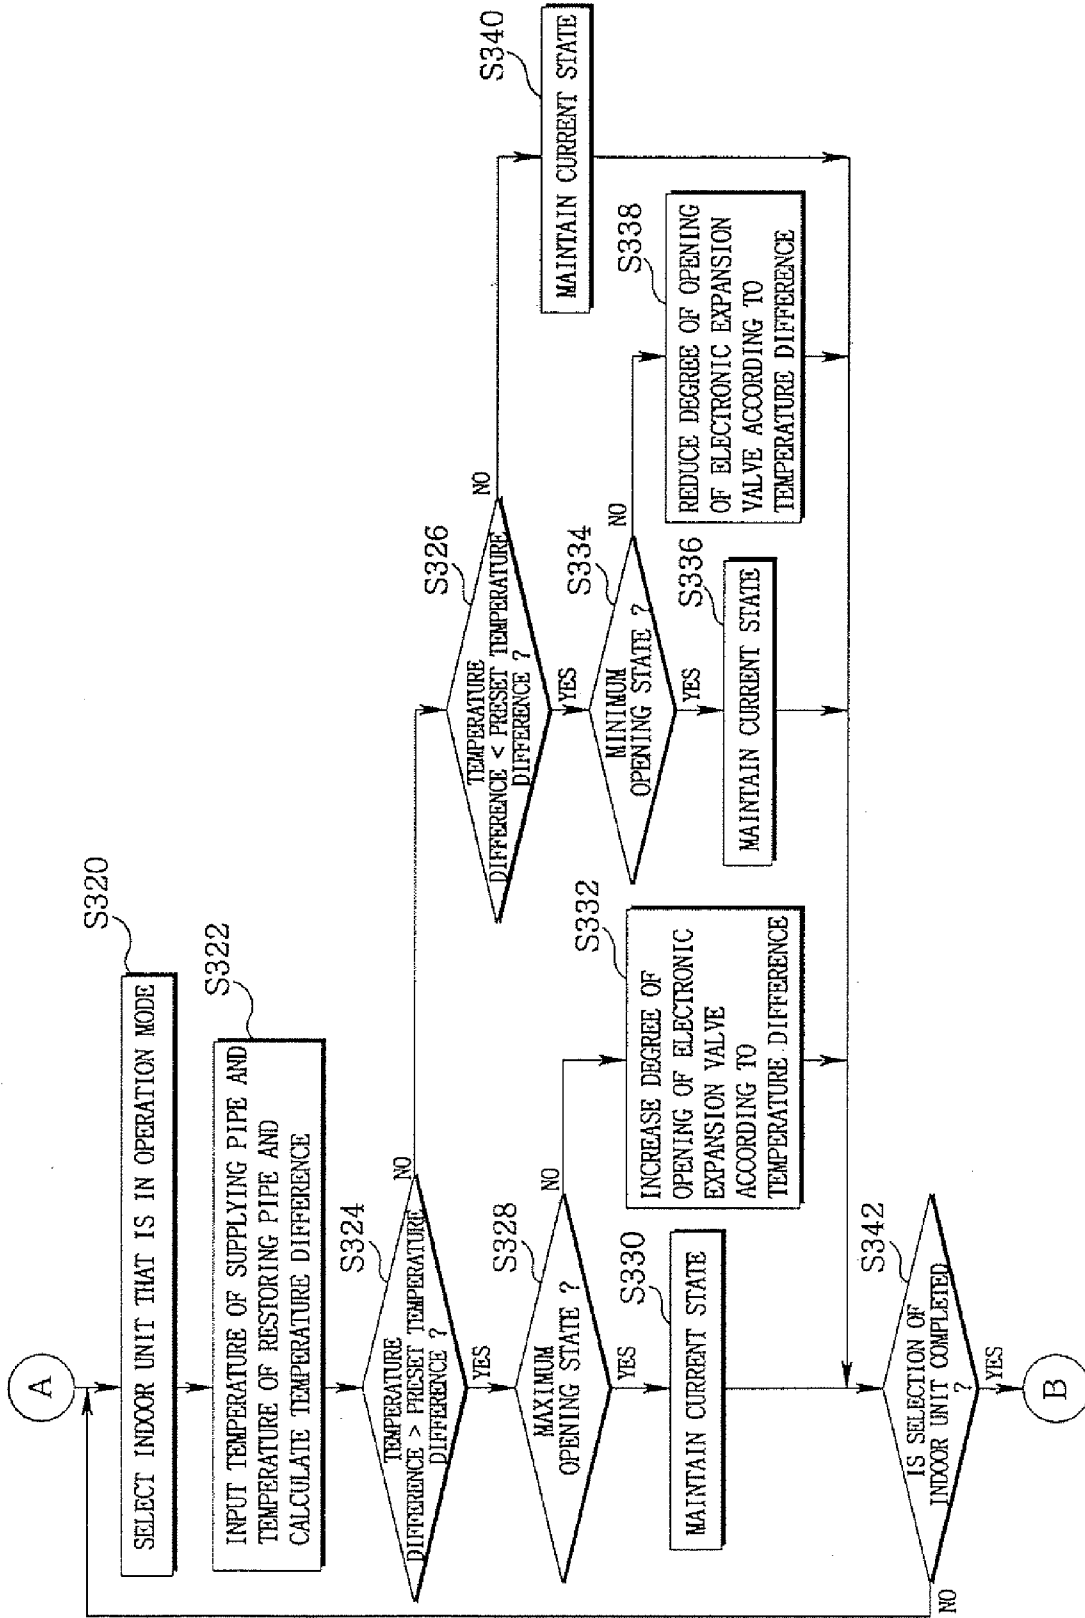 A
SELECT INDOOR UNIT THAT IS IN OPERATION MODE
S320
INPUT TEMPERATURE OF SUPPLYING PIPE AND
TEMPERATURE OF RESTORING PIPE AND
CALCULATE TEMPERATURE DIFFERENCE
S322
TEMPERATURE
DIFFERENCE > PRESET TEMPERATURE
DIFFERENCE ?
S324
NO
YES
TEMPERATURE
DIFFERENCE < PRESET TEMPERATURE
DIFFERENCE ?
S326
NO
YES
MAXIMUM
OPENING STATE ?
S328
NO
YES
MAINTAIN CURRENT STATE
S330
INCREASE DEGREE OF
OPENING OF ELECTRONIC
EXPANSION VALVE
ACCORDING TO
TEMPERATURE DIFFERENCE
S332
MINIMUM
OPENING STATE ?
S334
NO
YES
MAINTAIN CURRENT STATE
S336
REDUCE DEGREE OF OPENING
OF ELECTRONIC EXPANSION
VALVE ACCORDING TO
TEMPERATURE DIFFERENCE
S338
MAINTAIN CURRENT STATE
S340
IS SELECTION OF
INDOOR UNIT COMPLETED
?
S342
NO
YES
B